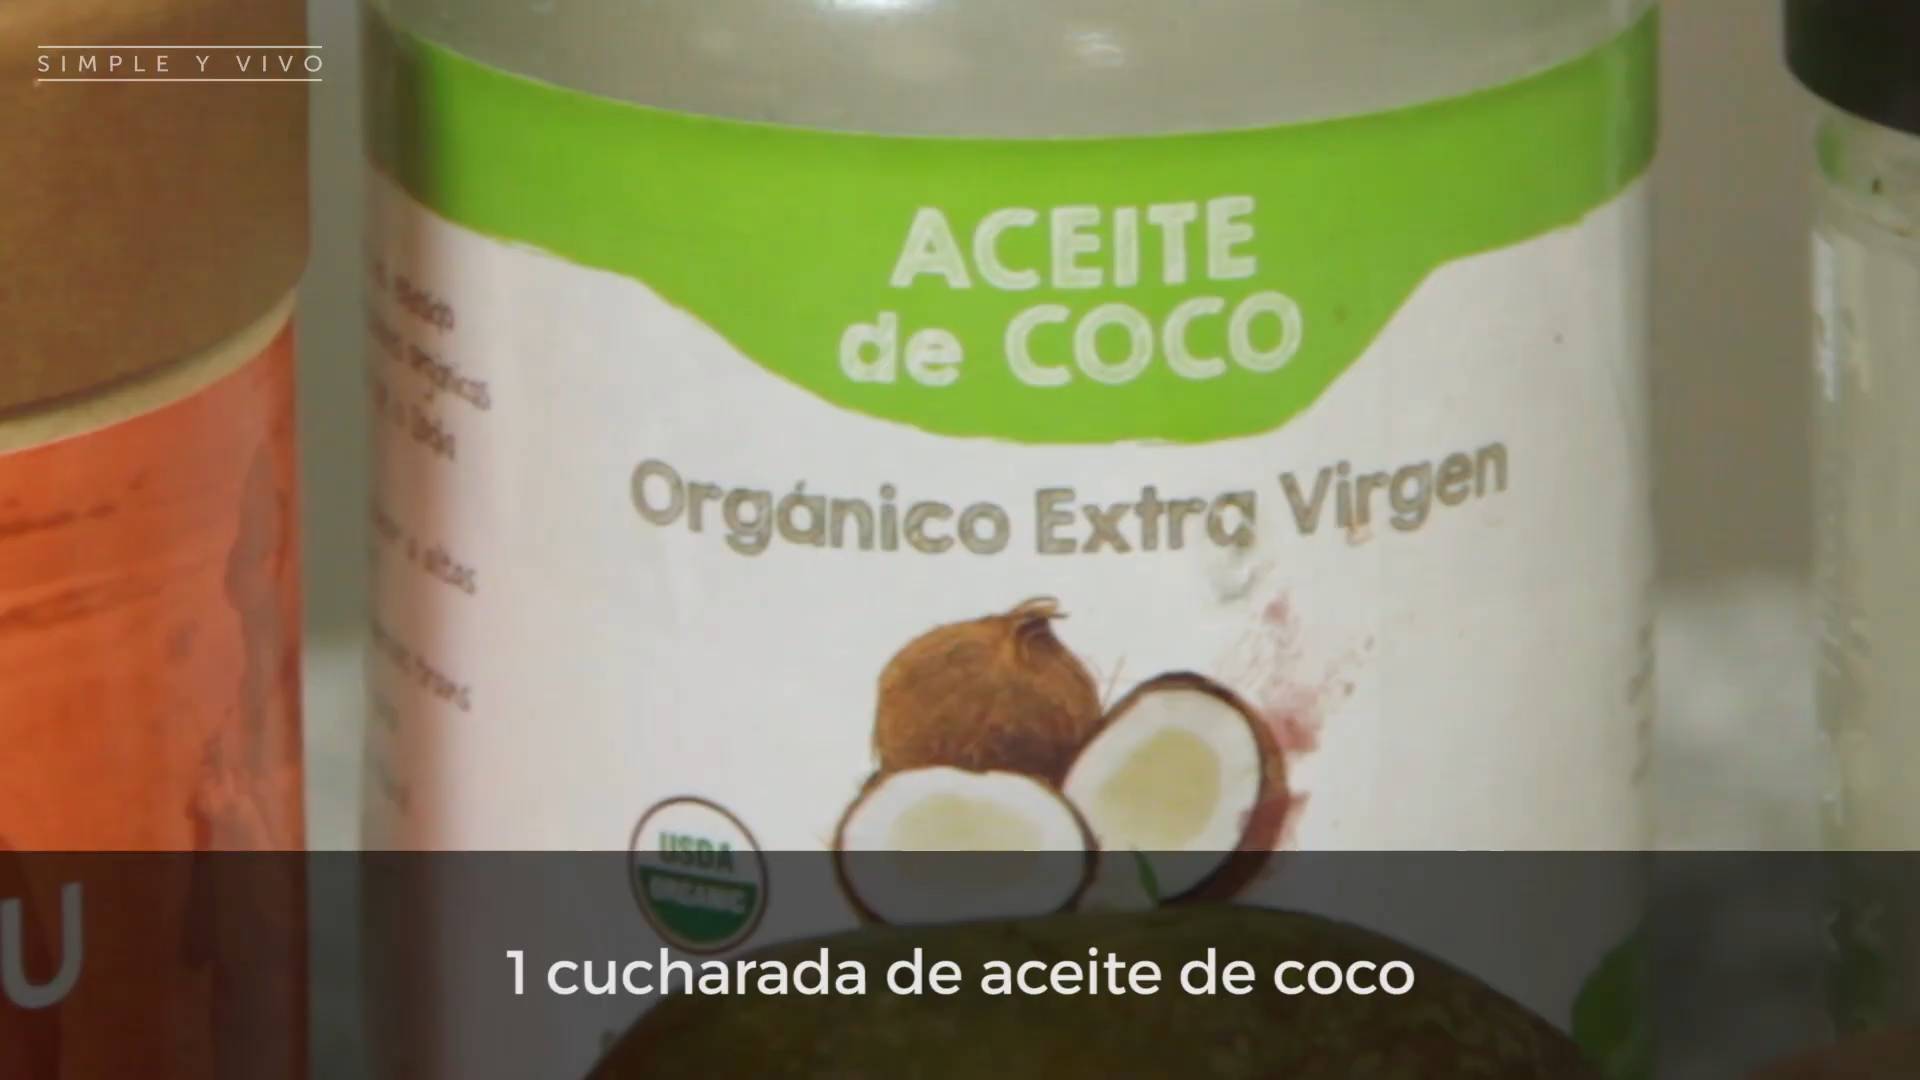 SIMPLE Y VIVO
ACEITE
de COCO
Orgánico Extra Virgen
USDA
ORGANIC
U
1 cucharada de aceite de coco